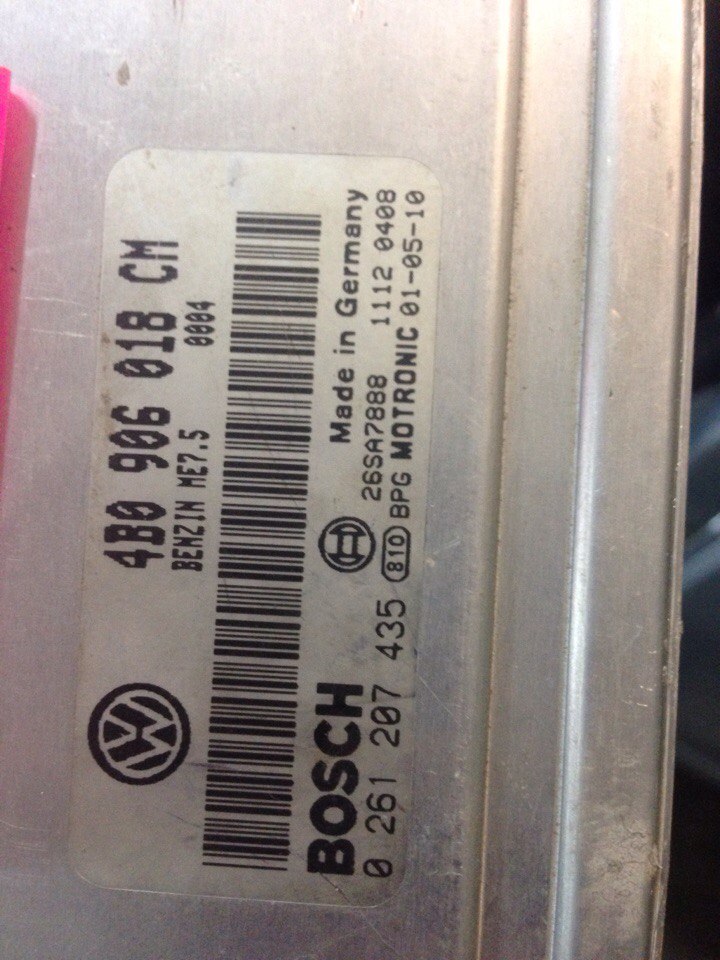 4B0 906 018 CM
BENZIN ME7.5 0004
Made in Germany
BOSCH 26SA7888 1112 0408
0 261 207 435 810 BPG MOTRONIC 01-05-10